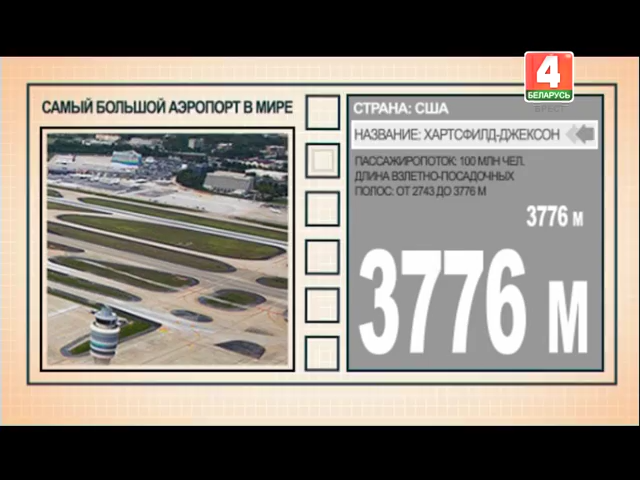 4
БЕЛАРУСЬ
БРЕСТ
САМЫЙ БОЛЬШОЙ АЭРОПОРТ В МИРЕ
СТРАНА: США
НАЗВАНИЕ: ХАРТСФИЛД-ДЖЕКСОН
ПАССАЖИРОПОТОК: 100 МЛН ЧЕЛ.
ДЛИНА ВЗЛЕТНО-ПОСАДОЧНЫХ
ПОЛОС: ОТ 2743 ДО 3776 М
3776 М
3776 М